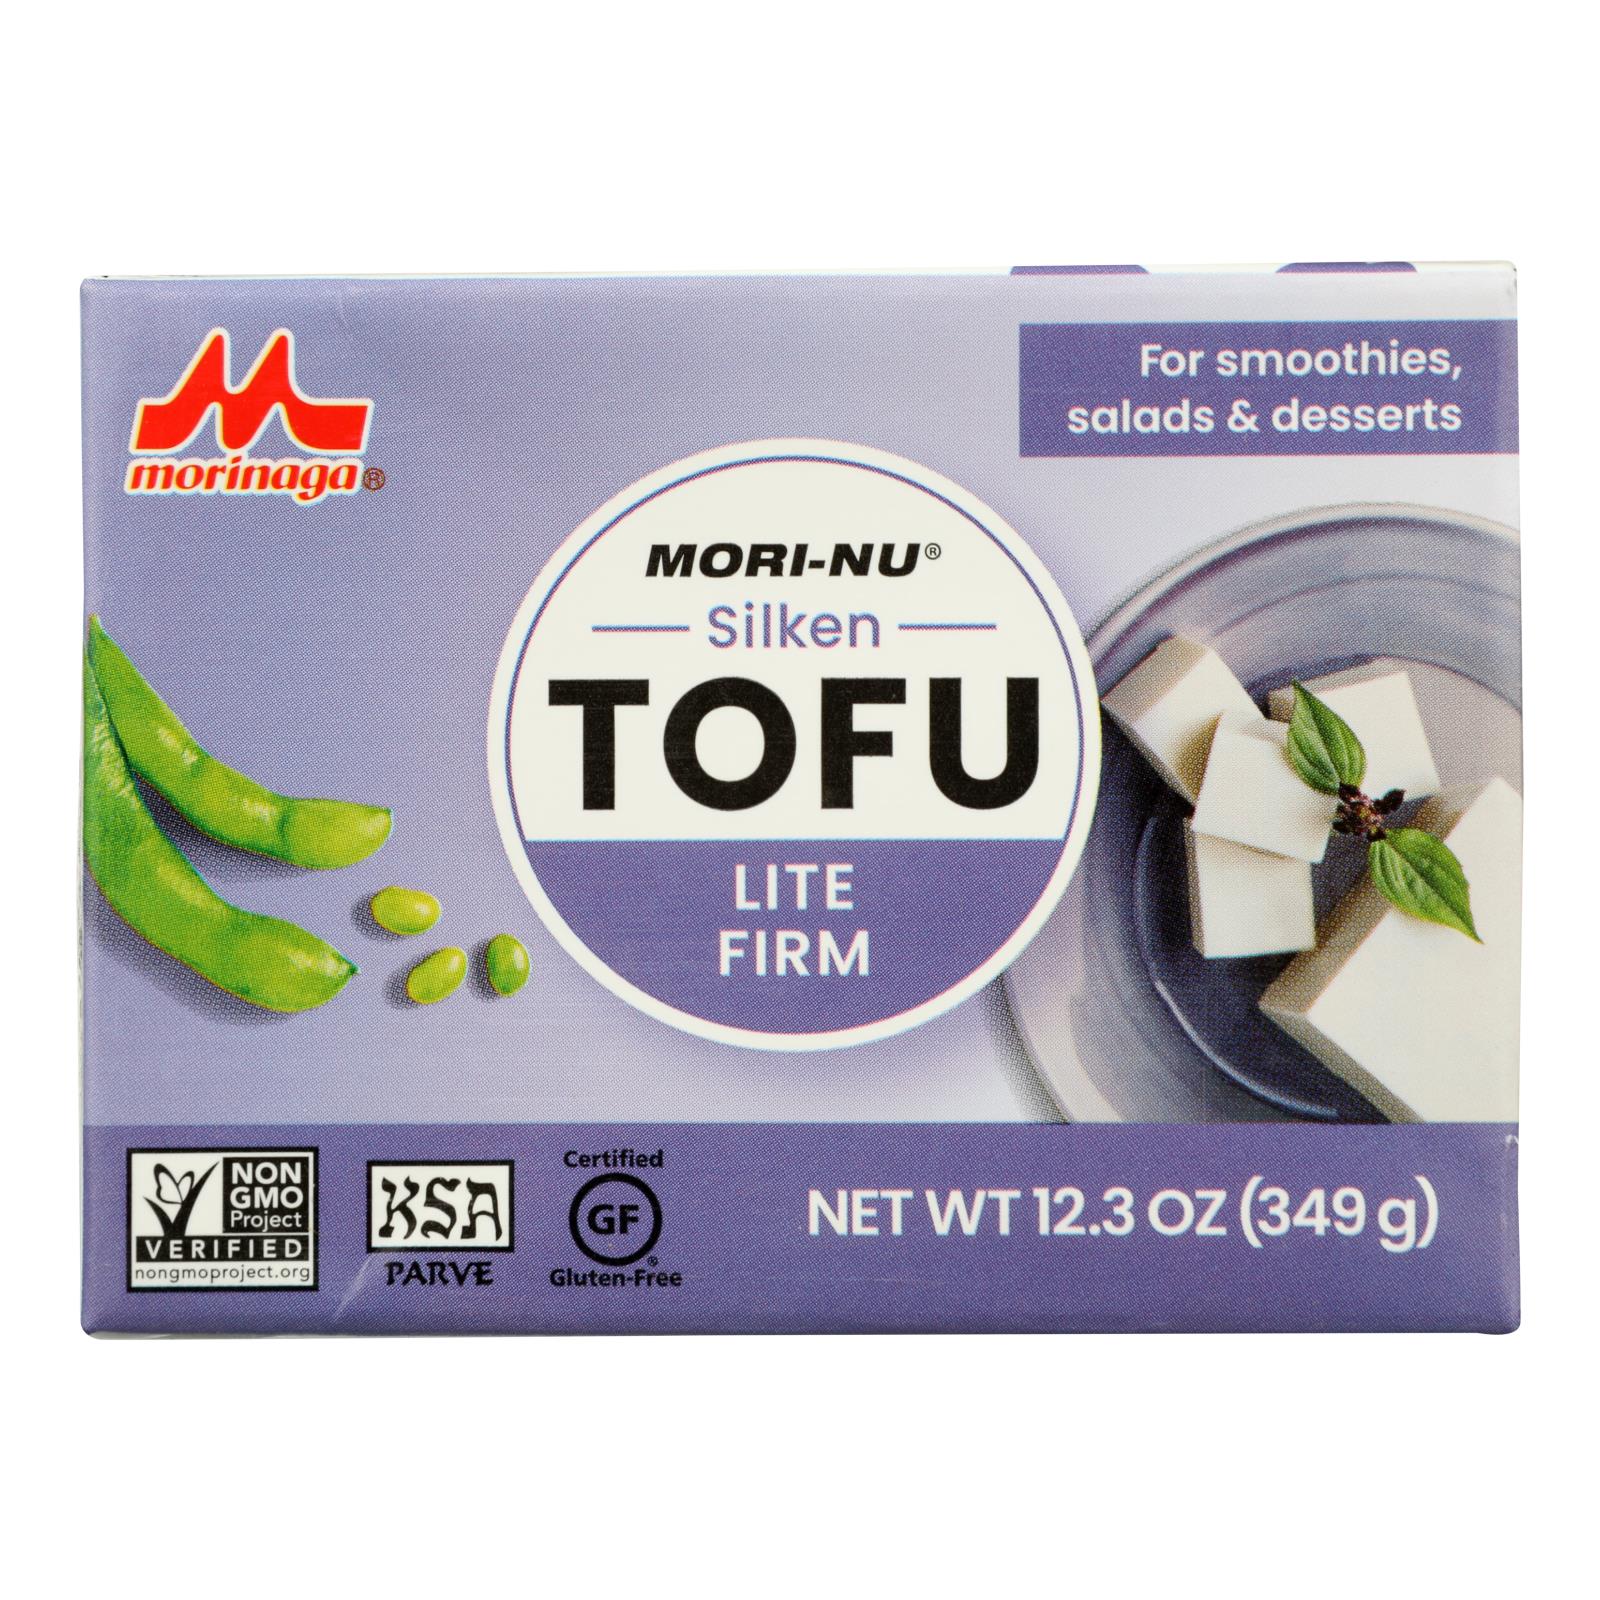 morinaga®
For smoothies,
salads & desserts
MORI-NU®
Silken
TOFU
LITE
FIRM
NON
GMO
Project
VERIFIED
nongmoproject.org
KSA
PARVE
Certified
GF®
Gluten-Free
NET WT 12.3 OZ (349 g)